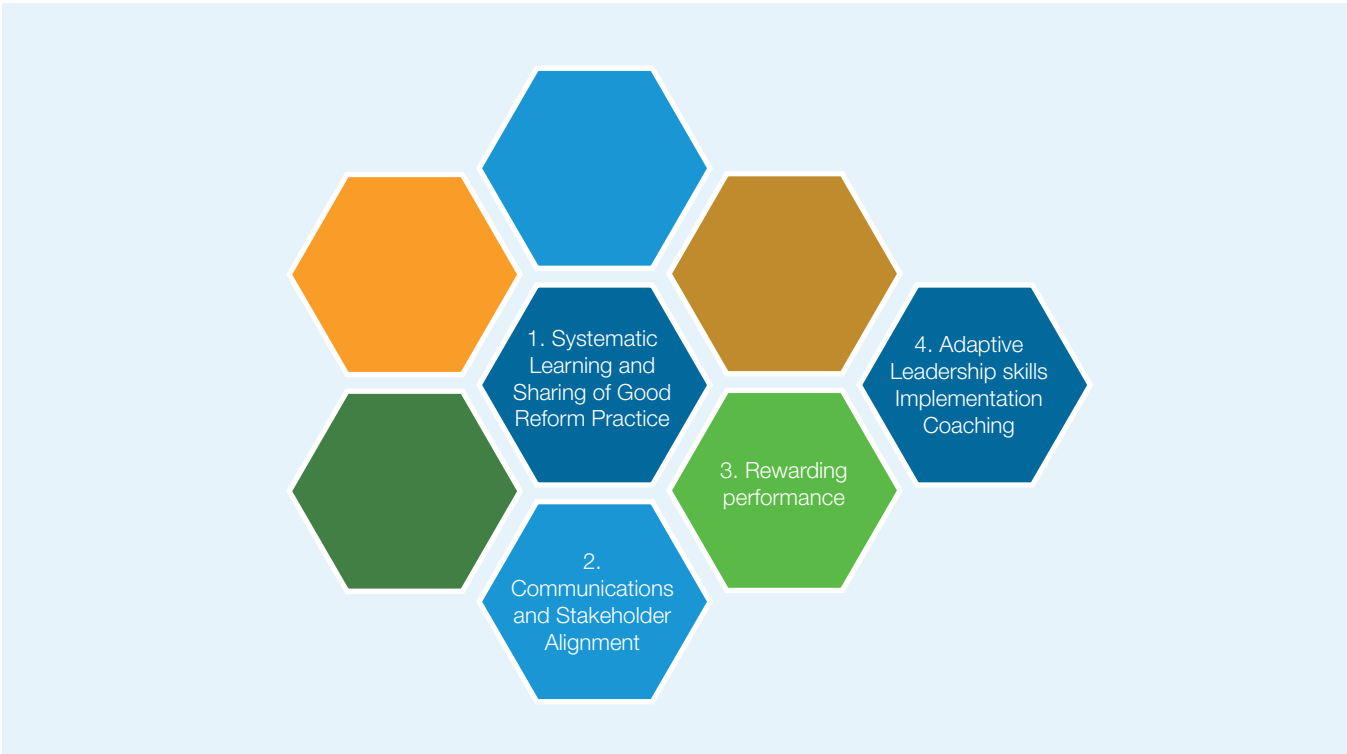 1. Systematic
Learning and
Sharing of Good
Reform Practice
2.
Communications
and Stakeholder
Alignment
3. Rewarding
performance
4. Adaptive
Leadership skills
Implementation
Coaching